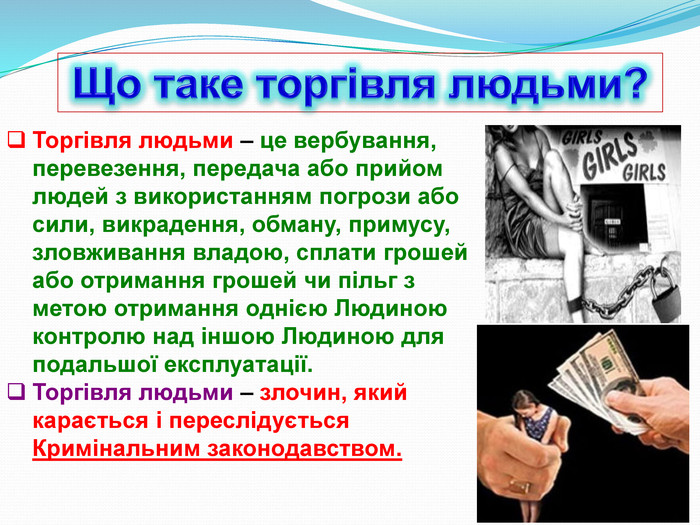 Що таке торгівля людьми?
Торгівля людьми – це вербування,
перевезення, передача або прийом
людей з використанням погрози або
сили, викрадення, обману, примусу,
зловживання владою, сплати грошей
або отримання грошей чи пільг з
метою отримання однією Людиною
контролю над іншою Людиною для
подальшої експлуатації.
Торгівля людьми – злочин, який
карається і переслідується
Кримінальним законодавством.
GIRLS
GIRLS
GIRLS